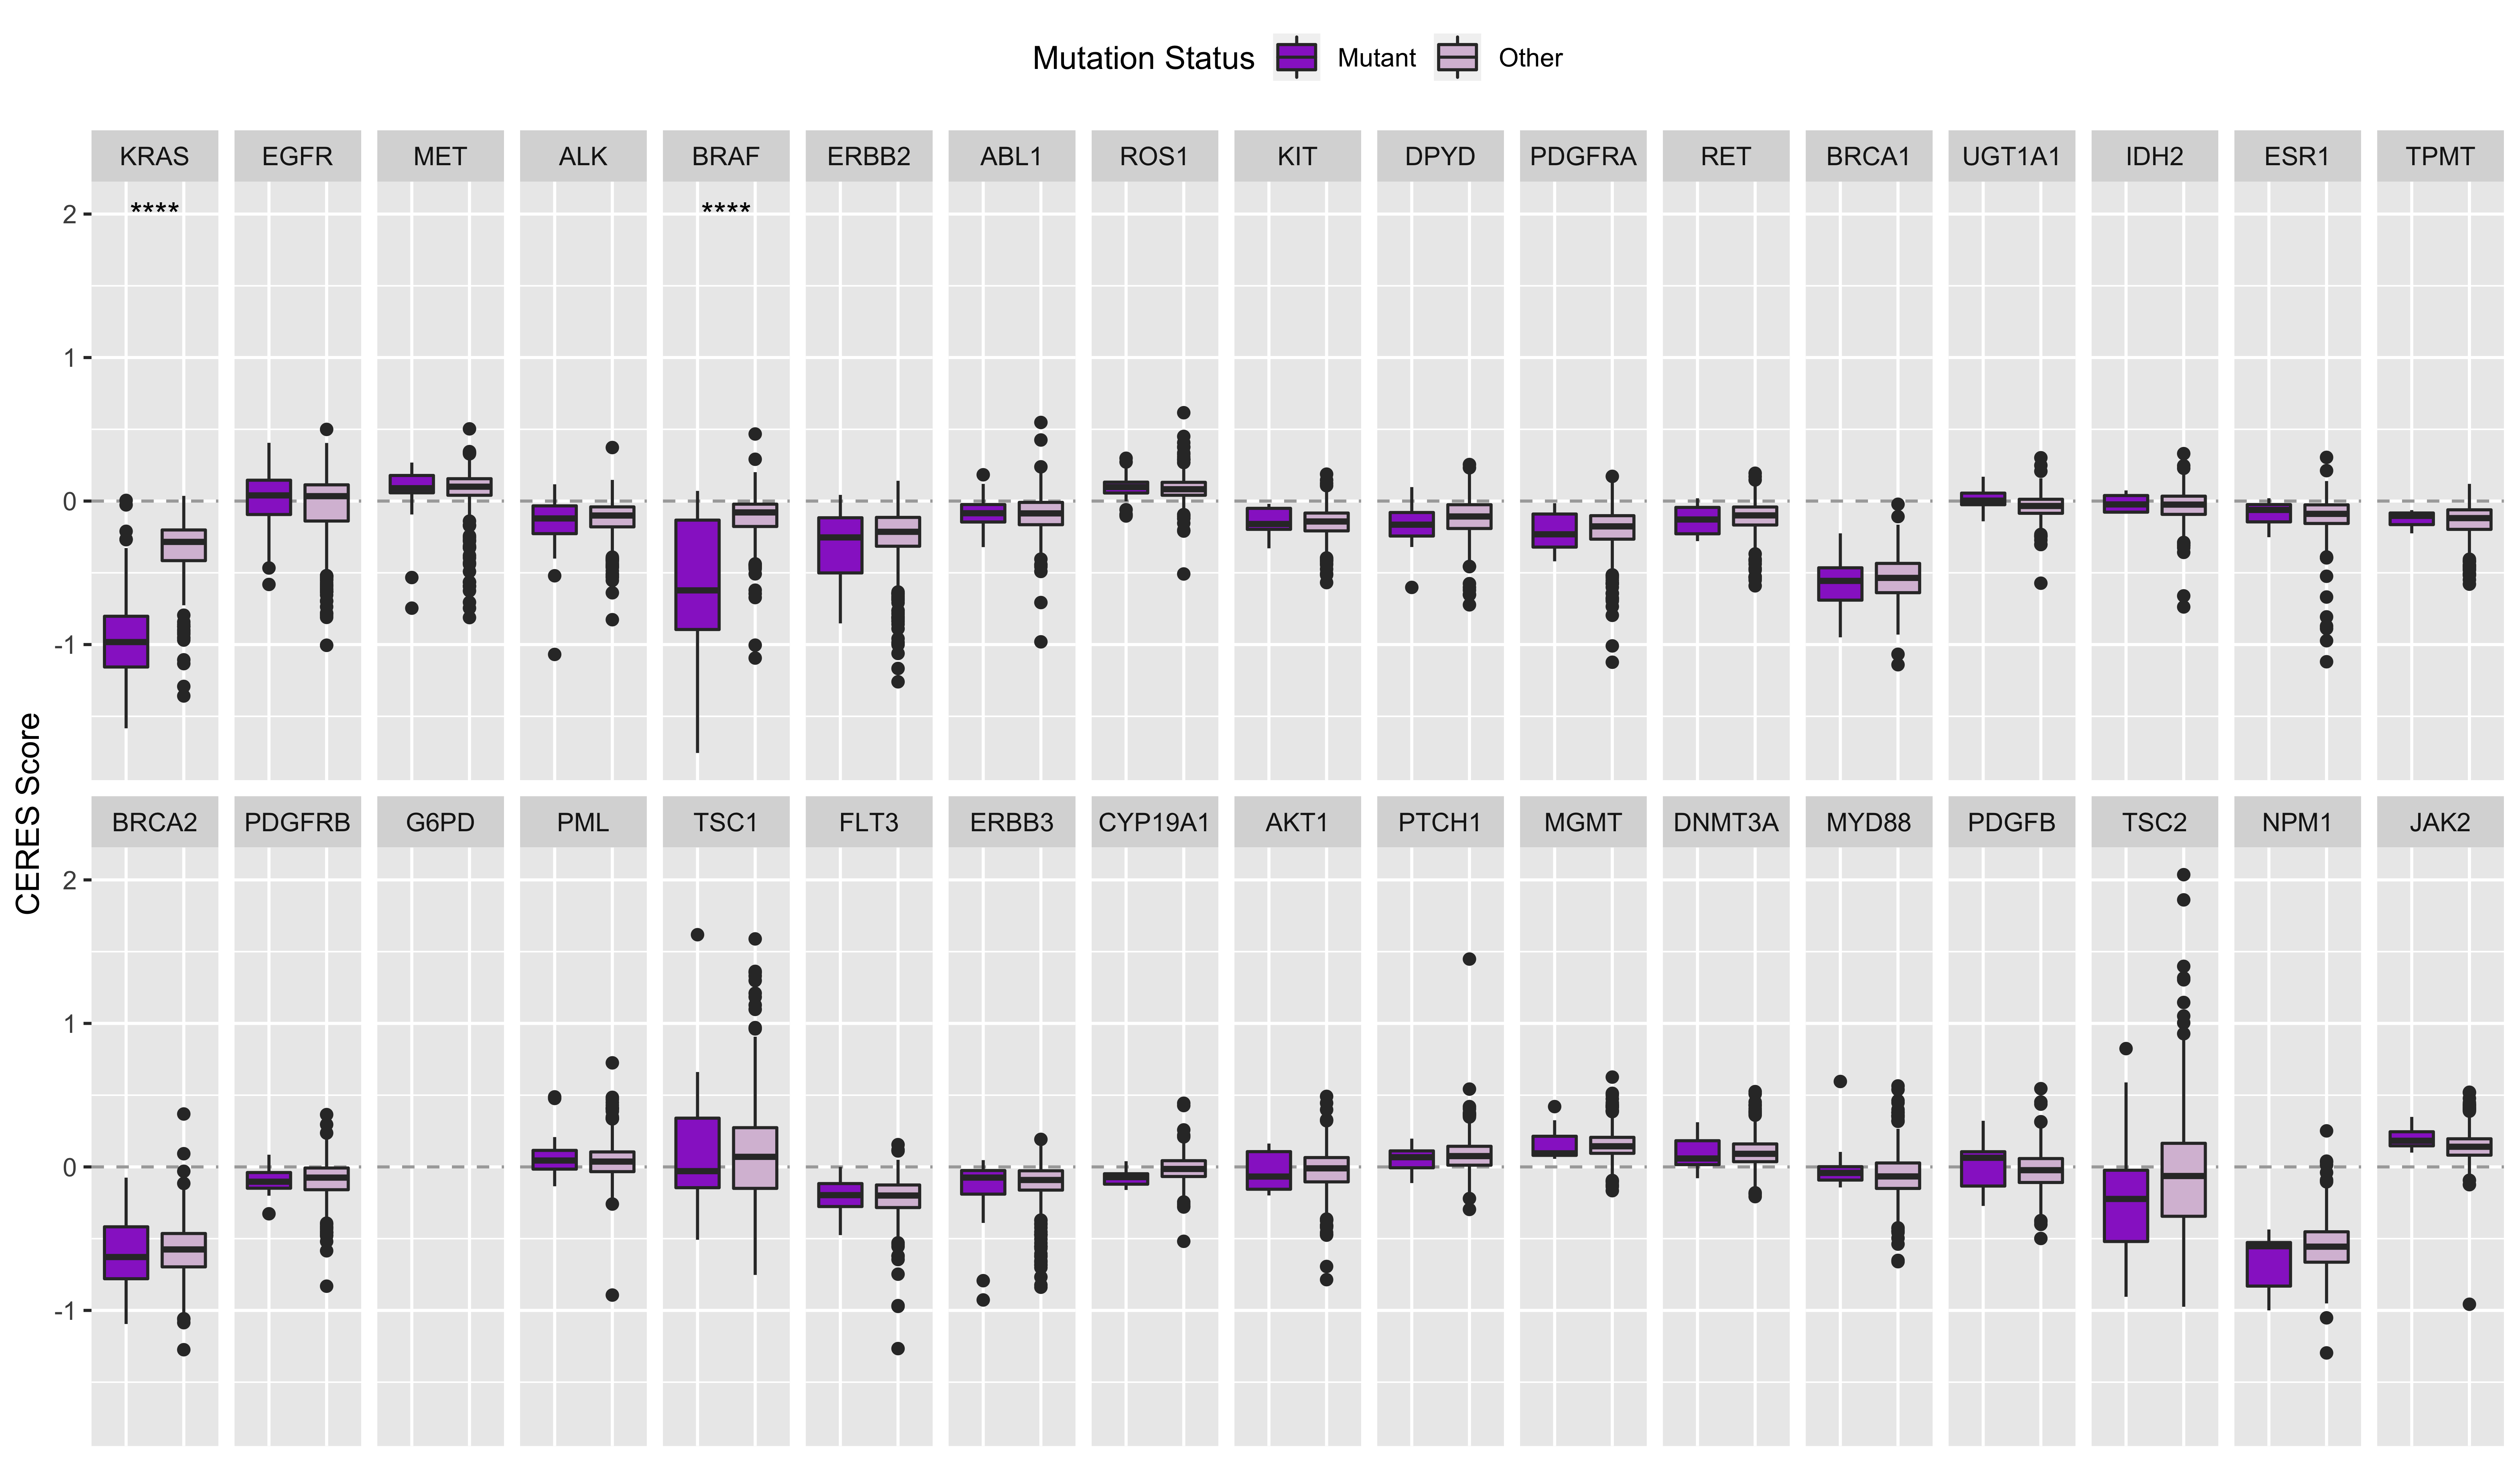 Mutation Status Mutant Other
KRAS EGFR MET ALK BRAF ERBB2 ABL1 ROS1 KIT DPYD PDGFRA RET BRCA1 UGT1A1 IDH2 ESR1 TPMT
**** ****
2
1
0
-1
CERES Score
BRCA2 PDGFRB G6PD PML TSC1 FLT3 ERBB3 CYP19A1 AKT1 PTCH1 MGMT DNMT3A MYD88 PDGFB TSC2 NPM1 JAK2
2
1
0
-1